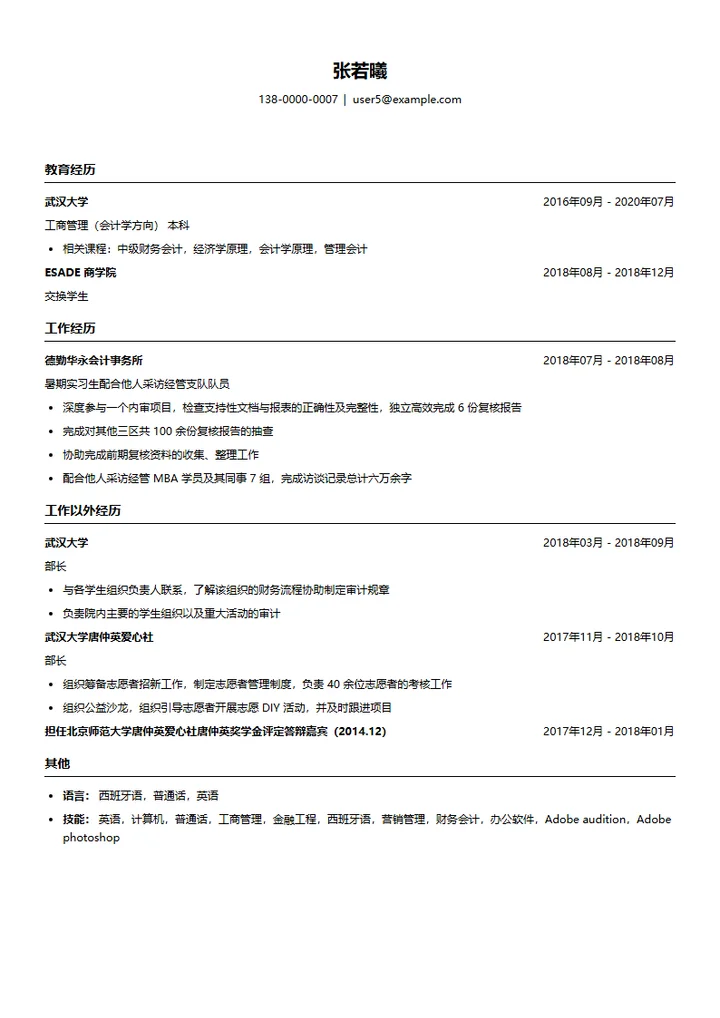 张若曦
138-0000-0007 | user5@example.com
教育经历
武汉大学 2016年09月 - 2020年07月
工商管理（会计学方向） 本科
• 相关课程：中级财务会计，经济学原理，会计学原理，管理会计
ESADE 商学院 2018年08月 - 2018年12月
交换学生
工作经历
德勤华永会计事务所 2018年07月 - 2018年08月
暑期实习生配合他人采访经管支队队员
• 深度参与一个内审项目，检查支持性文档与报表的正确性及完整性，独立高效完成 6 份复核报告
• 完成对其他三区共 100 余份复核报告的抽查
• 协助完成前期复核资料的收集、整理工作
• 配合他人采访经管 MBA 学员及其同事 7 组，完成访谈记录总计六万余字
工作以外经历
武汉大学 2018年03月 - 2018年09月
部长
• 与各学生组织负责人联系，了解该组织的财务流程协助制定审计规章
• 负责院内主要的学生组织以及重大活动的审计
武汉大学唐仲英爱心社 2017年11月 - 2018年10月
部长
• 组织筹备志愿者招新工作，制定志愿者管理制度，负责 40 余位志愿者的考核工作
• 组织公益沙龙，组织引导志愿者开展志愿 DIY 活动，并及时跟进项目
担任北京师范大学唐仲英爱心社唐仲英奖学金评定答辩嘉宾（2014.12） 2017年12月 - 2018年01月
其他
• 语言： 西班牙语，普通话，英语
• 技能： 英语，计算机，普通话，工商管理，金融工程，西班牙语，营销管理，财务会计，办公软件，Adobe audition，Adobe
photoshop